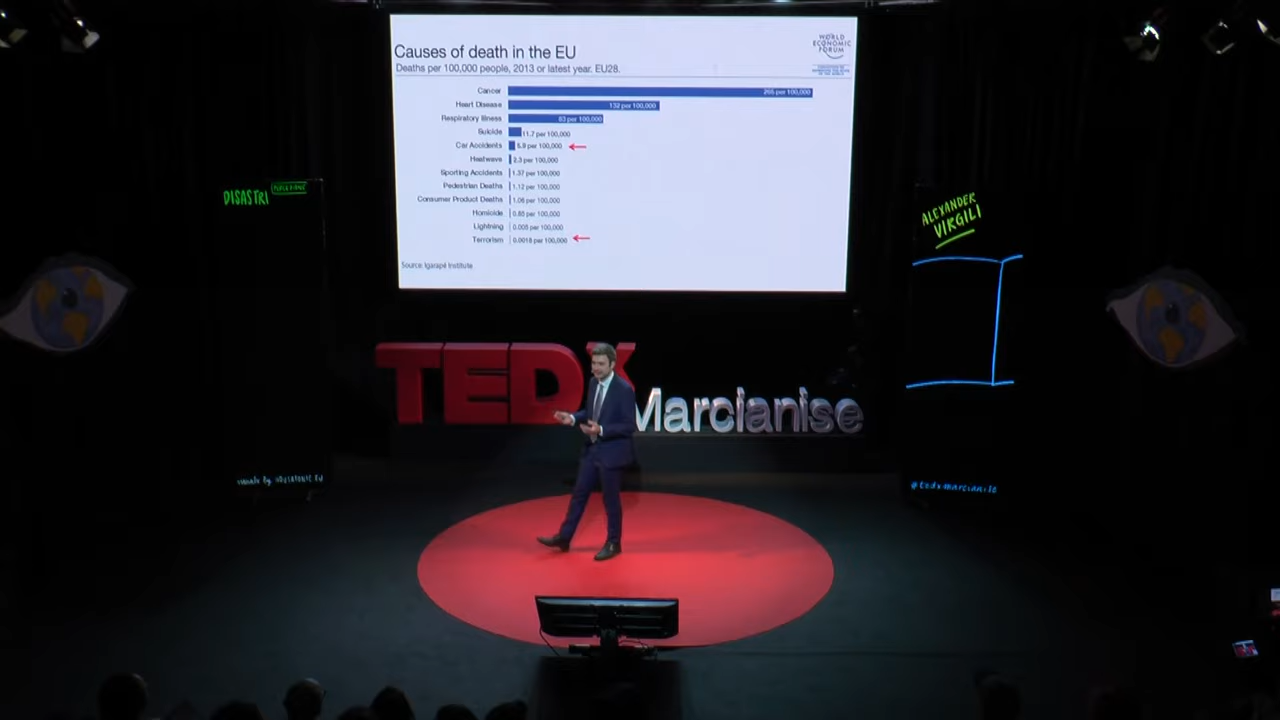 Causes of death in the EU
Deaths per 100,000 people, 2013 or latest year. EU28.
WORLD
ECONOMIC
FORUM
Cancer 265 per 100,000
Heart Disease 132 per 100,000
Respiratory Illness 83 per 100,000
Suicide 11.7 per 100,000
Car Accidents 5.9 per 100,000
Heatwave 2.3 per 100,000
Sporting Accidents 1.37 per 100,000
Pedestrian Deaths 1.12 per 100,000
Consumer Product Deaths 1.06 per 100,000
Homicide 0.85 per 100,000
Lightning 0.005 per 100,000
Terrorism 0.0018 per 100,000
Source: Igarapé Institute
DISASTRI
ALEXANDER
VIRGILI
TEDx
Marcianise
made by
@tedxmarcianise